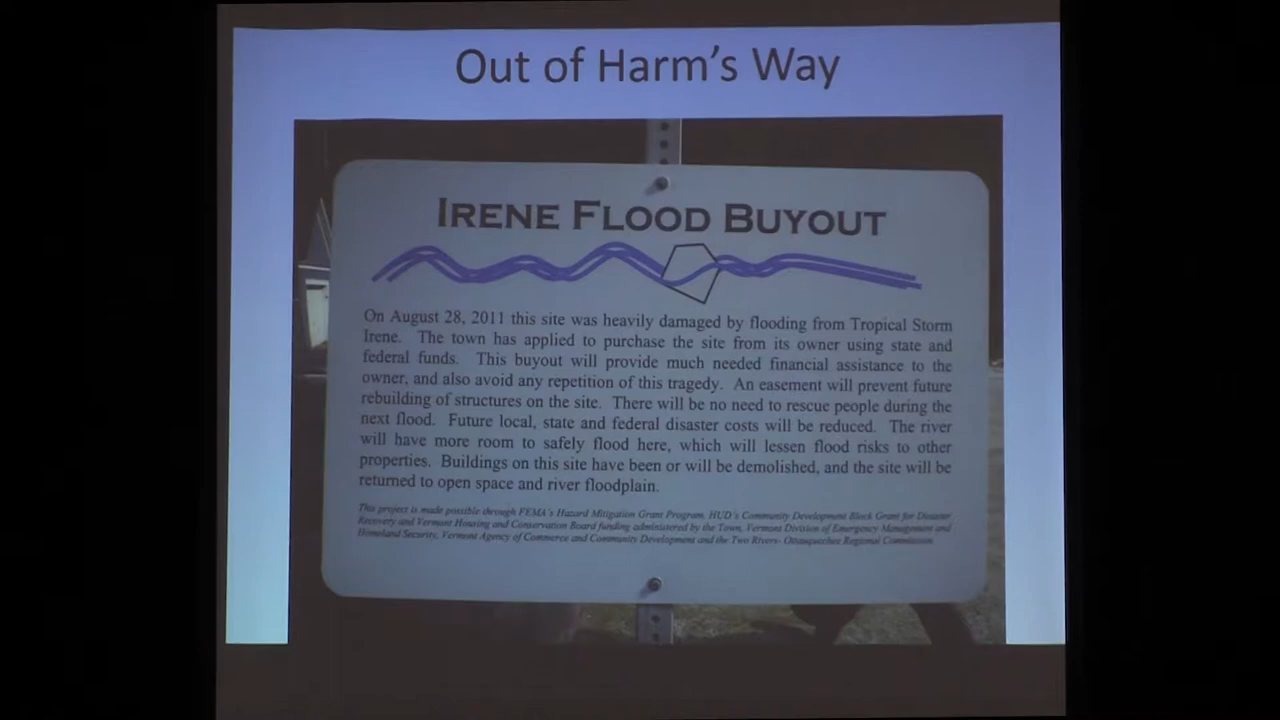 Out of Harm's Way
IRENE FLOOD BUYOUT
On August 28, 2011 this site was heavily damaged by flooding from Tropical Storm
Irene. The town has applied to purchase the site from its owner using state and
federal funds. This buyout will provide much needed financial assistance to the
owner, and also avoid any repetition of this tragedy. An easement will prevent future
rebuilding of structures on the site. There will be no need to rescue people during the
next flood. Future local, state and federal disaster costs will be reduced. The river
will have more room to safely flood here, which will lessen flood risks to other
properties. Buildings on this site have been or will be demolished, and the site will be
returned to open space and river floodplain.
This project is made possible through FEMA's Hazard Mitigation Grant Program, HUD's Community Development Block Grant for Disaster
Recovery and Vermont Housing and Conservation Board funding administered by the Town, Vermont Division of Emergency Management and
Homeland Security, Vermont Agency of Commerce and Community Development and the Two Rivers- Ottauquechee Regional Commission.